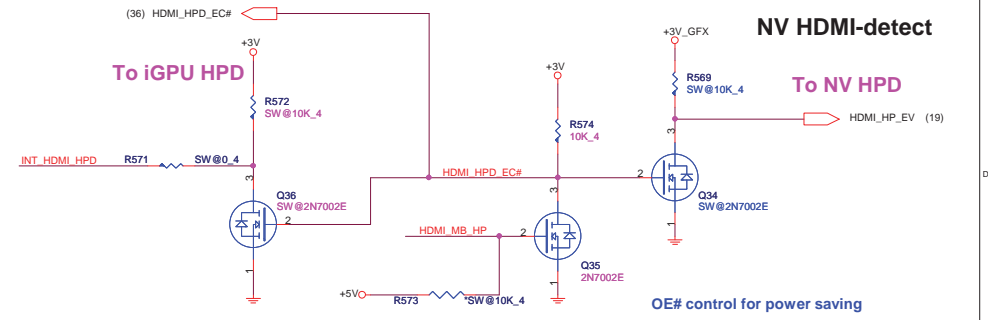 (36) HDMI_HPD_EC#
NV HDMI-detect
+3V
+3V
+3V_GFX
To iGPU HPD
To NV HPD
R572
SW@10K_4
R574
10K_4
R569
SW@10K_4
HDMI_HP_EV (19)
INT_HDMI_HPD
R571
SW@0_4
HDMI_HPD_EC#
3
3
3
2
2
2
Q36
SW@2N7002E
Q34
SW@2N7002E
HDMI_MB_HP
Q35
2N7002E
1
1
1
+5V
R573
*SW@10K_4
OE# control for power saving
D